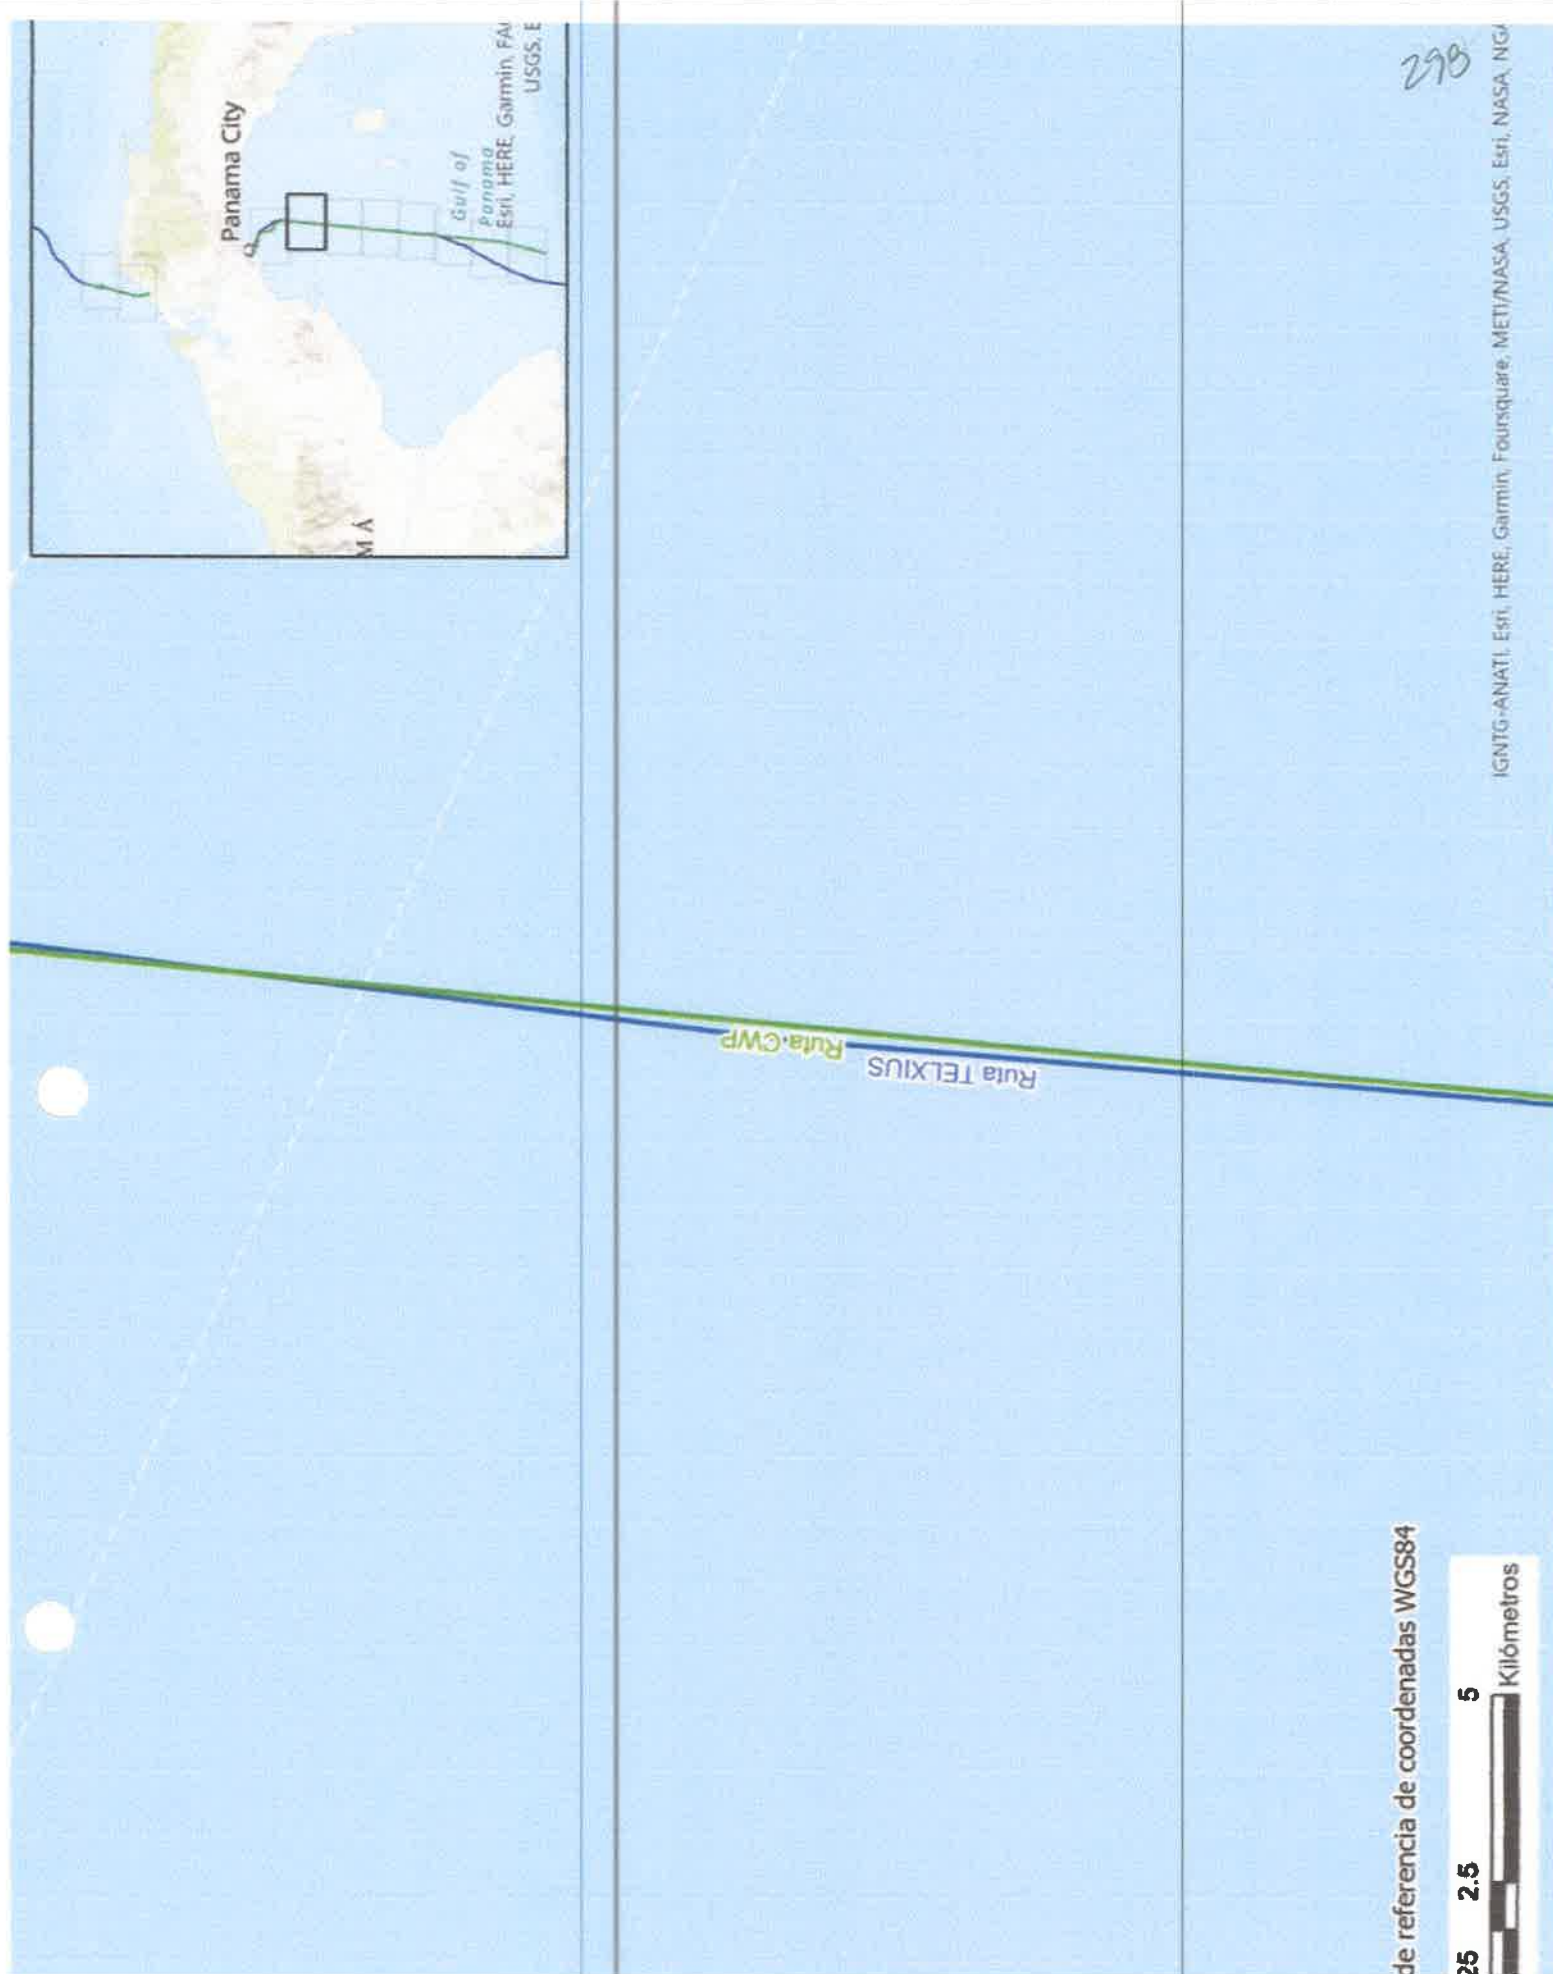 Panama City
Gulf of
Panama
Esri, HERE, Garmin, FA
USGS, E
M Á
Ruta CWP
Ruta TELXIUS
298
de referencia de coordenadas WGS84
25 2.5 5
Kilómetros
IGNTG-ANATI, Esri, HERE, Garmin, Foursquare, METI/NASA, USGS, Esri, NASA, NGA